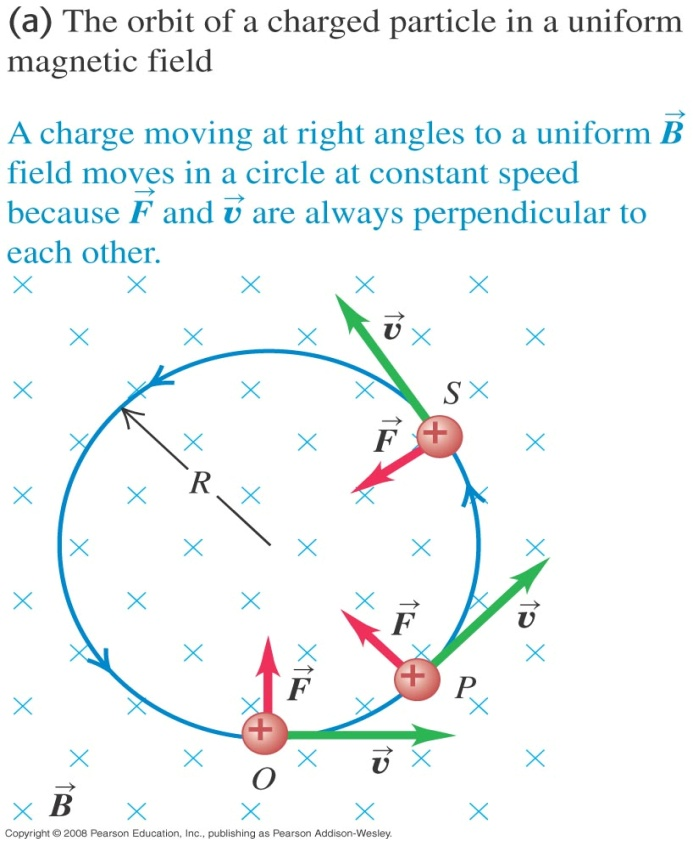 (a) The orbit of a charged particle in a uniform
magnetic field
A charge moving at right angles to a uniform B⃗
field moves in a circle at constant speed
because F⃗ and v⃗ are always perpendicular to
each other.
v⃗
S
F⃗
R
F⃗
v⃗
P
F⃗
v⃗
O
B⃗
Copyright © 2008 Pearson Education, Inc., publishing as Pearson Addison-Wesley.